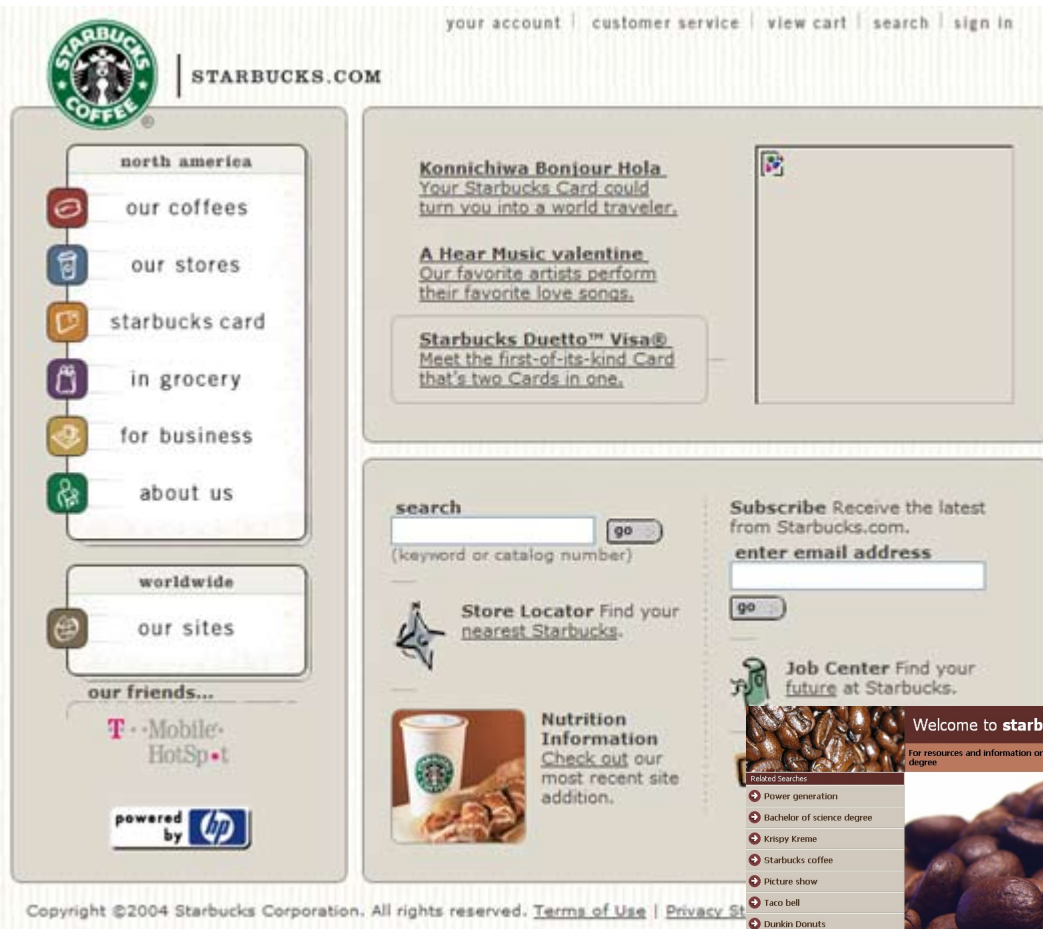 your account | customer service | view cart | search | sign in
STARBUCKS
COFFEE
®
STARBUCKS.COM
north america
our coffees
our stores
starbucks card
in grocery
for business
about us
worldwide
our sites
our friends...
T · ·Mobile·
HotSp•t
powered
by hp
Konnichiwa Bonjour Hola
Your Starbucks Card could
turn you into a world traveler.
A Hear Music valentine
Our favorite artists perform
their favorite love songs.
Starbucks Duetto™ Visa®
Meet the first-of-its-kind Card
that's two Cards in one.
search
go
(keyword or catalog number)
Store Locator Find your
nearest Starbucks.
Nutrition
Information
Check out our
most recent site
addition.
Subscribe Receive the latest
from Starbucks.com.
enter email address
go
Job Center Find your
future at Starbucks.
Welcome to starb
For resources and information or
degree
Related Searches
Power generation
Bachelor of science degree
Krispy Kreme
Starbucks coffee
Picture show
Taco bell
Dunkin Donuts
Copyright ©2004 Starbucks Corporation. All rights reserved. Terms of Use | Privacy St